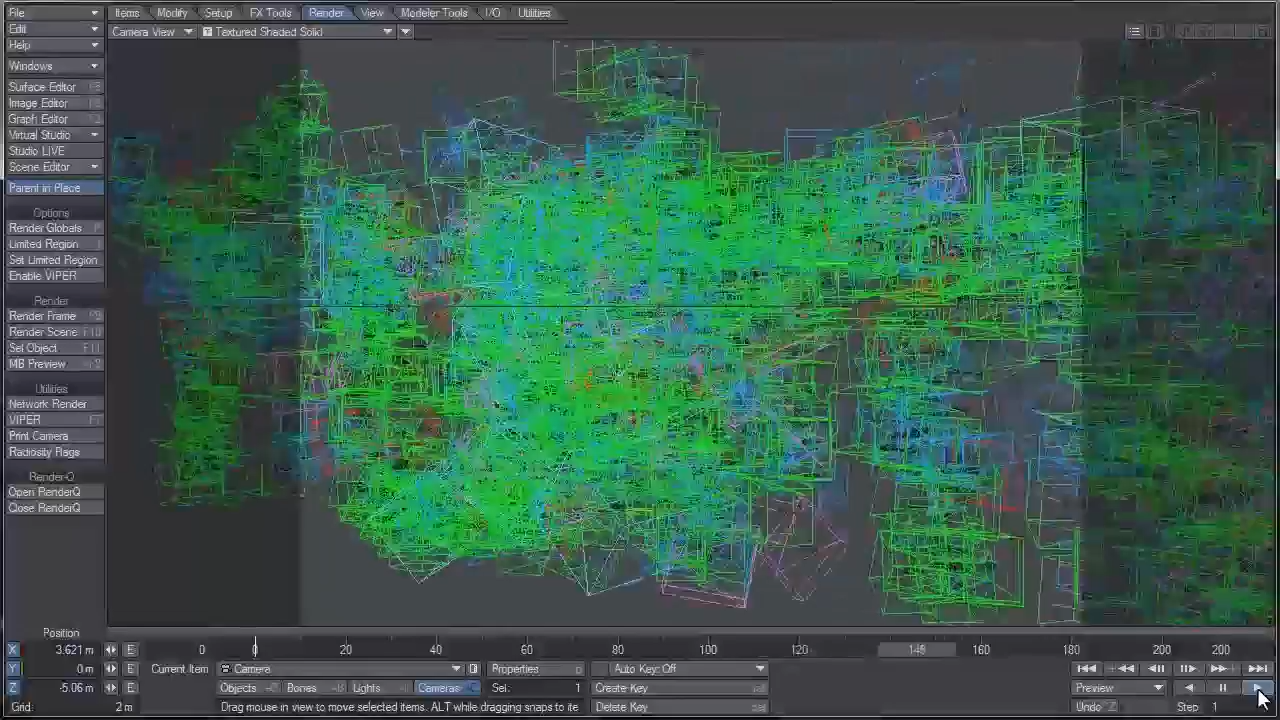 File Items Modify Setup FX Tools Render View Modeler Tools I/O Utilities
Edit Camera View Textured Shaded Solid
Help
Windows
Surface Editor
Image Editor
Graph Editor
Virtual Studio
Studio LIVE
Scene Editor
Parent in Place
Options
Render Globals
Limited Region
Set Limited Region
Enable VIPER
Render
Render Frame F9
Render Scene F10
Sel Object F11
MB Preview
Utilities
Network Render
VIPER F7
Print Camera
Radiosity Flags
Render-Q
Open RenderQ
Close RenderQ
Position
X 3.621 m E 0 0 20 40 60 80 100 120 160 180 200 200
Y 0 m E Current Item Camera Properties Auto Key: Off
Z -5.06 m E Objects Bones Lights Cameras Sel: 1 Create Key Preview
Grid: 2 m Drag mouse in view to move selected items. ALT while dragging snaps to ite Delete Key Undo Step 1